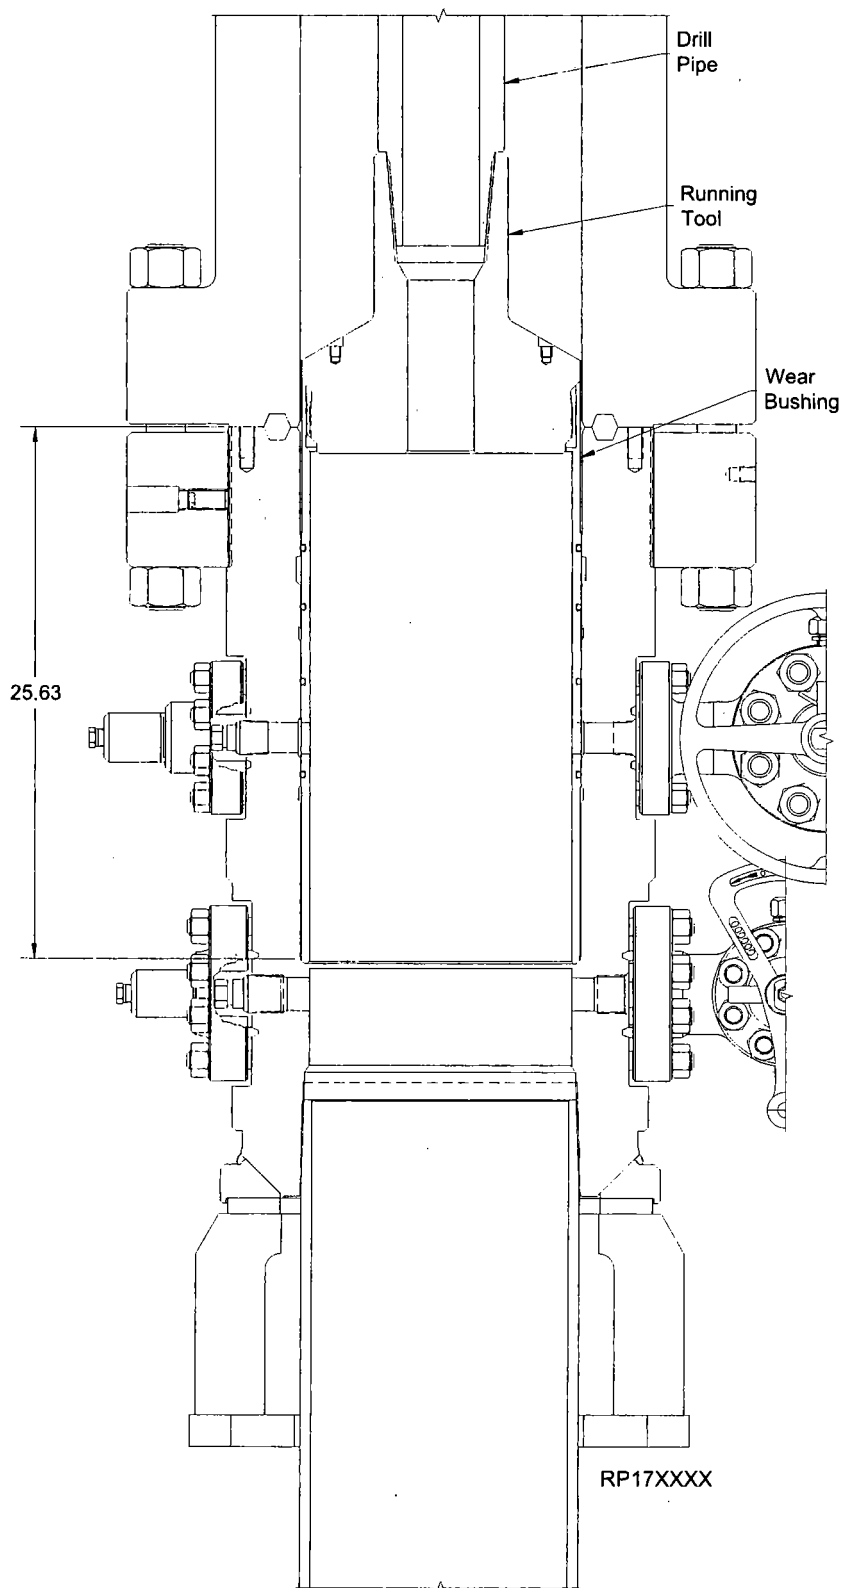 Drill
Pipe
Running
Tool
Wear
Bushing
25.63
RP17XXXX